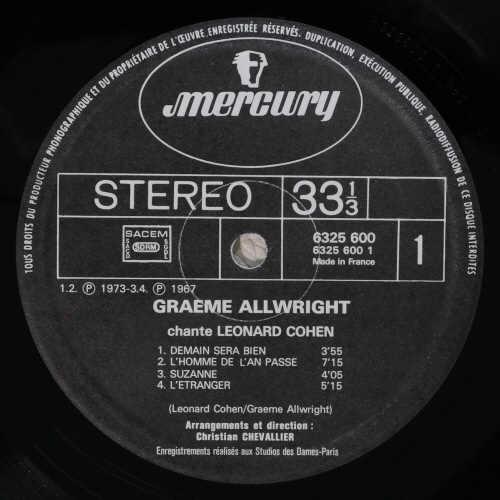 TOUS DROITS DU PRODUCTEUR PHONOGRAPHIQUE ET DU PROPRIÉTAIRE DE L'ŒUVRE ENREGISTRÉE RÉSERVÉS. DUPLICATION, EXÉCUTION PUBLIQUE, RADIODIFFUSION DE CE DISQUE INTERDITES
mercury
STEREO 33 1/3
SACEM
SACD SDRM SGDL
6325 600
6325 600 1
Made in France
1
1.2. Ⓟ 1973-3.4. Ⓟ 1967
GRAEME ALLWRIGHT
chante LEONARD COHEN
1. DEMAIN SERA BIEN 3'55
2. L'HOMME DE L'AN PASSE 7'15
3. SUZANNE 4'05
4. L'ETRANGER 5'15
(Leonard Cohen/Graeme Allwright)
Arrangements et direction :
Christian CHEVALLIER
Enregistrements réalisés aux Studios des Dames-Paris